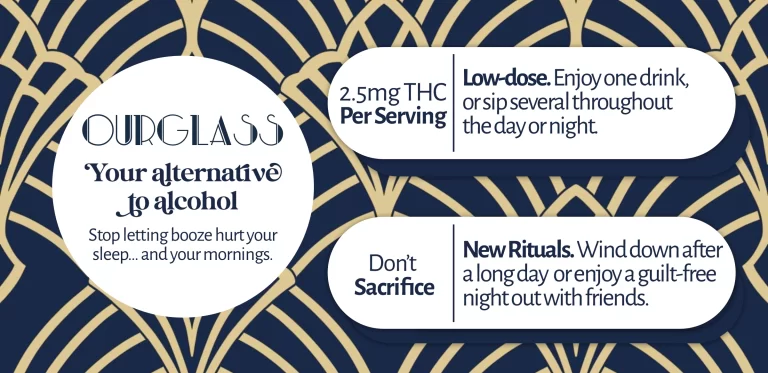 OURGLASS
Your alternative
to alcohol
Stop letting booze hurt your
sleep... and your mornings.
2.5mg THC
Per Serving
Low-dose. Enjoy one drink,
or sip several throughout
the day or night.
Don't
Sacrifice
New Rituals. Wind down after
a long day or enjoy a guilt-free
night out with friends.